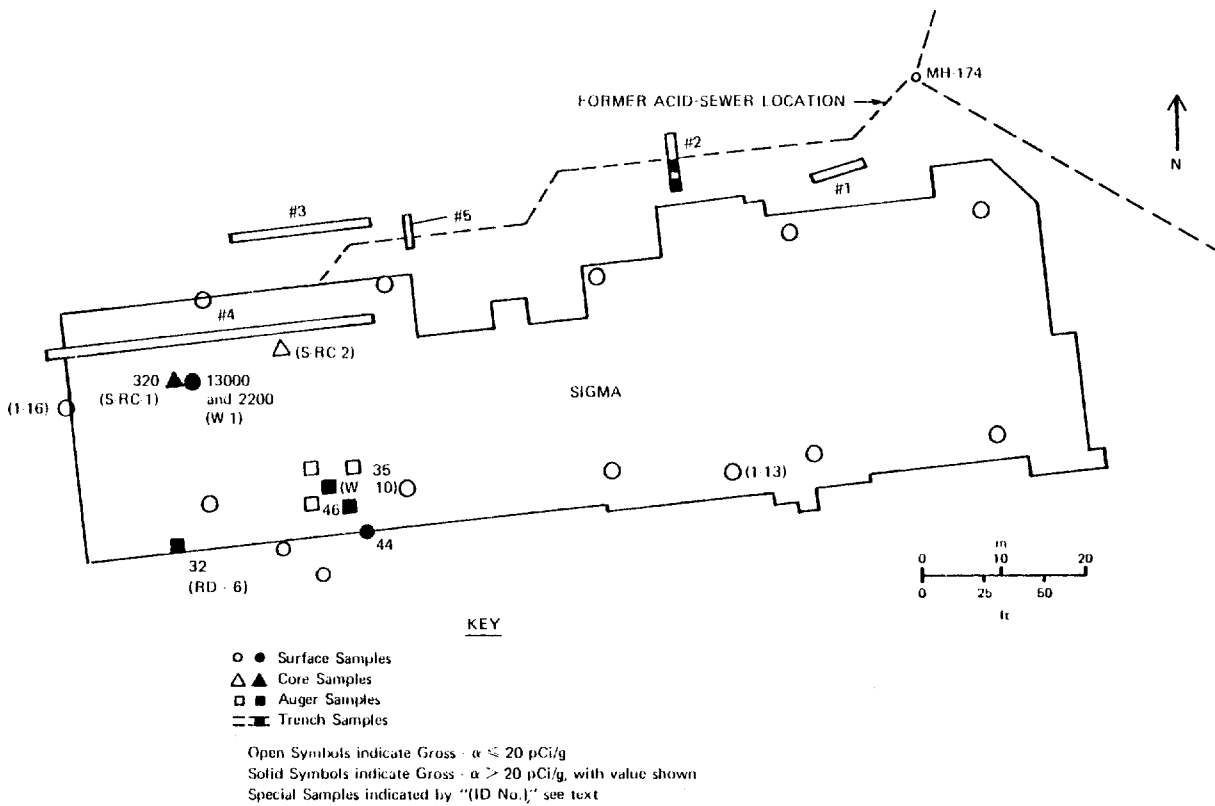 MH-174
FORMER ACID-SEWER LOCATION
N
#2
#1
#3
#5
#4
(S-RC-2)
320
(S-RC-1)
13000
and 2200
(W-1)
(1-16)
SIGMA
35
(W 10)
46
(1-13)
44
32
(RD - 6)
m
0 10 20
0 25 50
ft
KEY
Surface Samples
Core Samples
Auger Samples
Trench Samples
Open Symbols indicate Gross - α ≤ 20 pCi/g
Solid Symbols indicate Gross - α > 20 pCi/g, with value shown
Special Samples indicated by "(ID No.)," see text